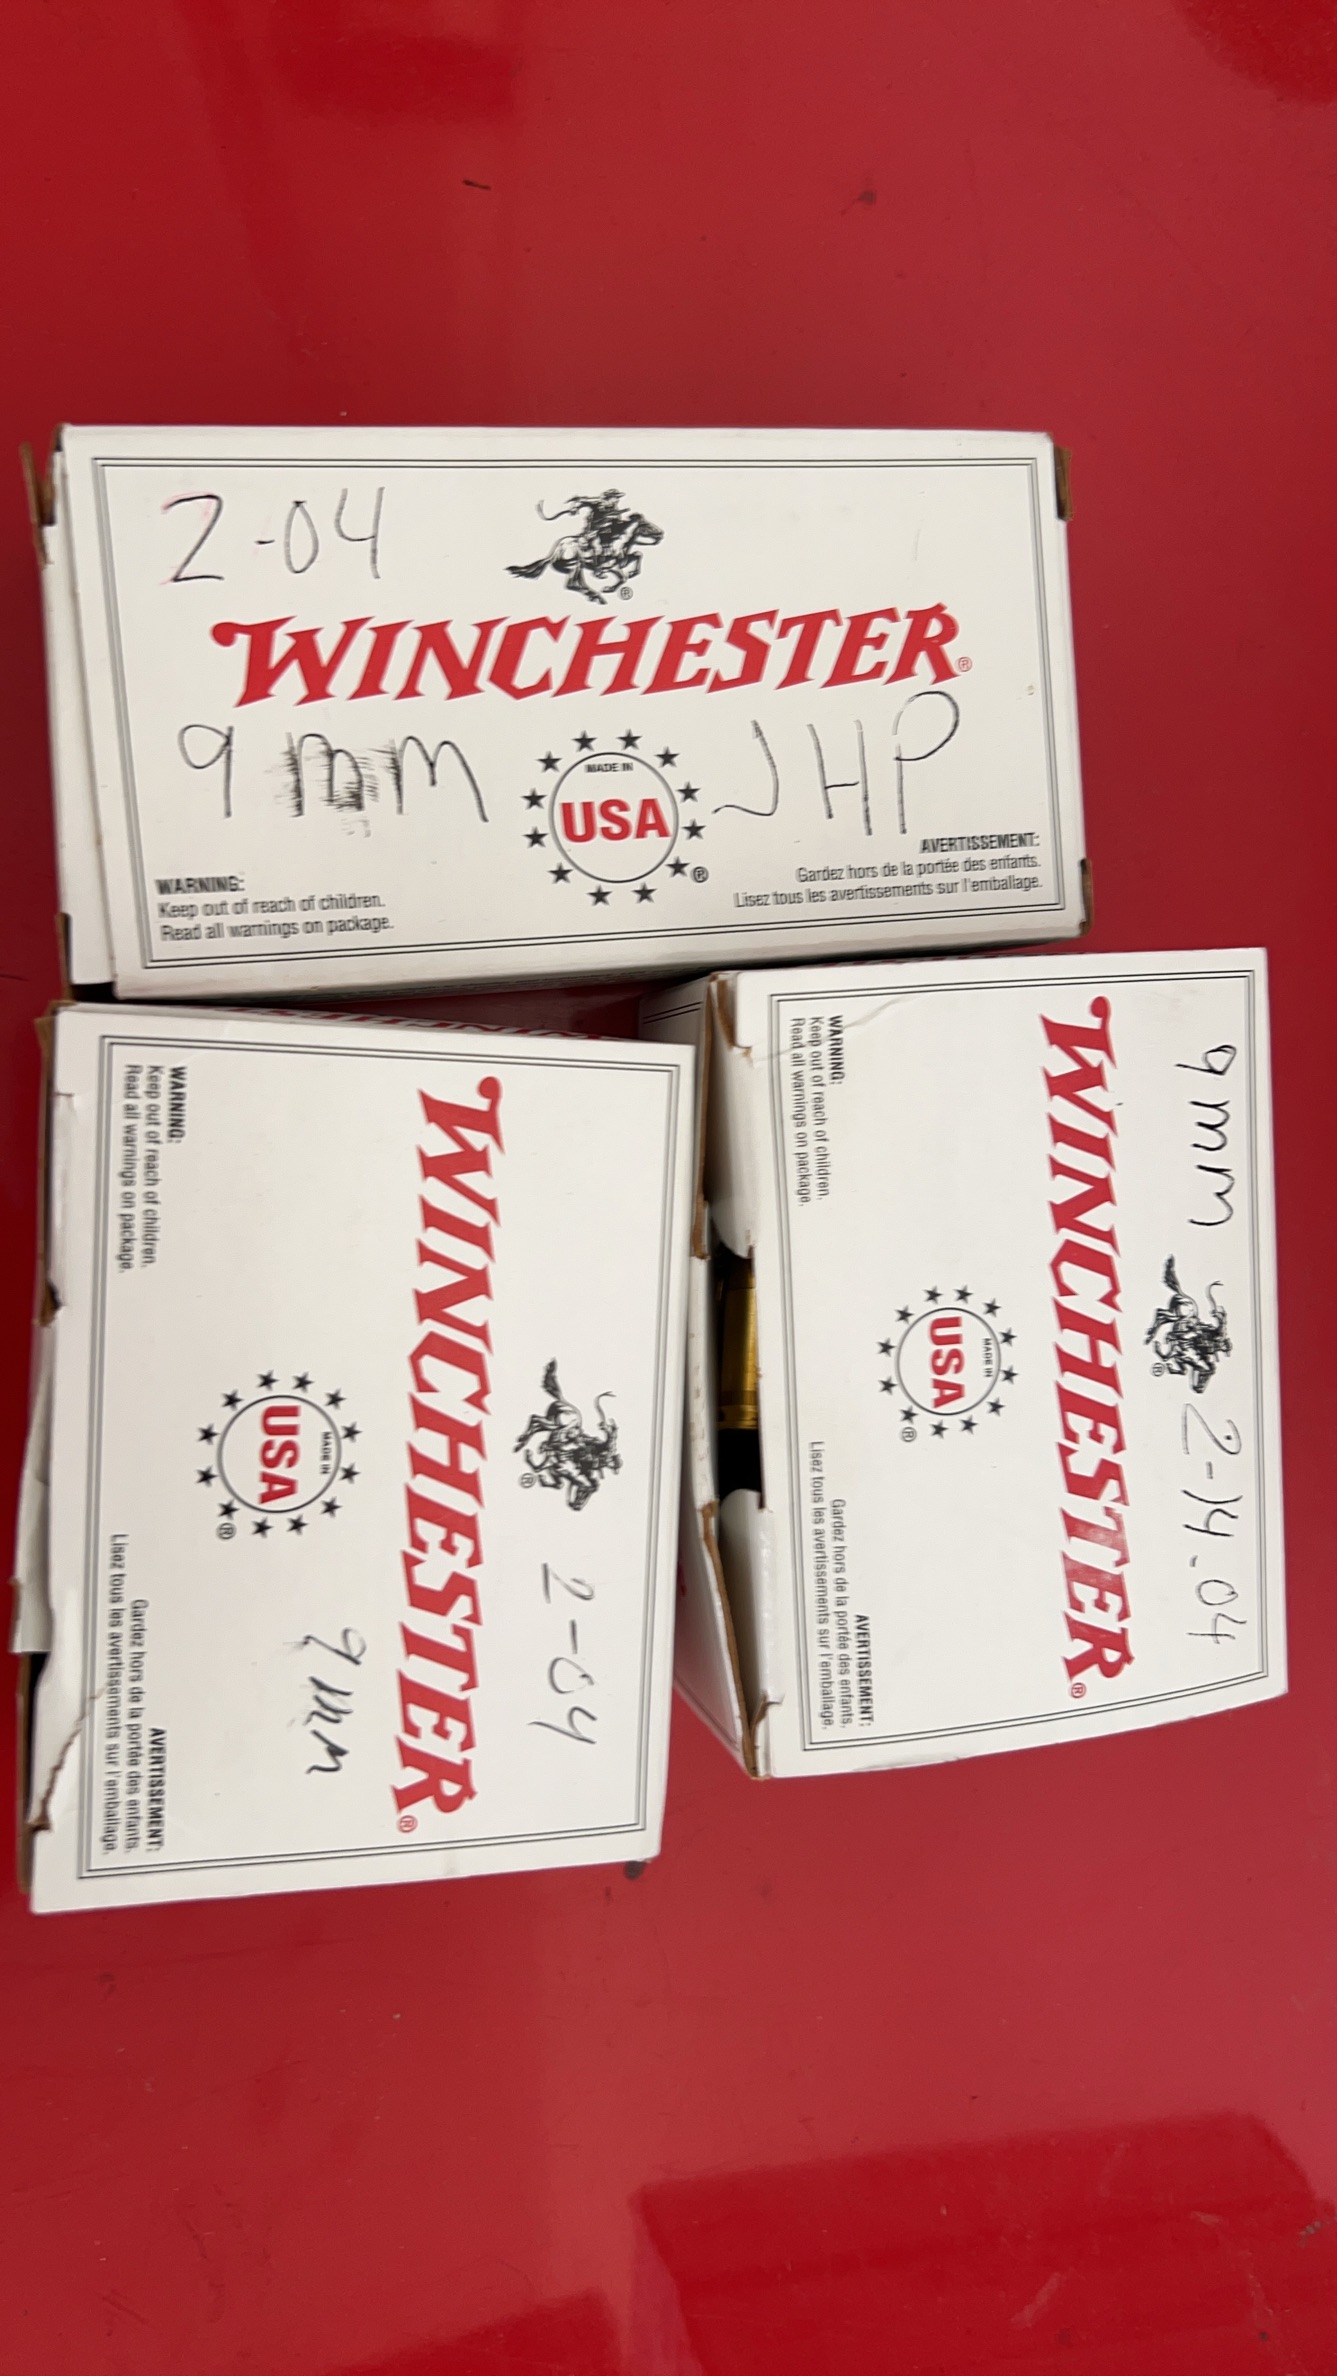 2-04
WINCHESTER®
9mm
MADE IN
USA
®
JHP
WARNING:
Keep out of reach of children.
Read all warnings on package.
AVERTISSEMENT:
Gardez hors de la portée des enfants.
Lisez tous les avertissements sur l'emballage.
2-04
WINCHESTER®
MADE IN
USA
®
9mm
WARNING:
Keep out of reach of children.
Read all warnings on package.
AVERTISSEMENT:
Gardez hors de la portée des enfants.
Lisez tous les avertissements sur l'emballage.
9mm 2-14-04
WINCHESTER®
MADE IN
USA
®
WARNING:
Keep out of reach of children.
Read all warnings on package.
AVERTISSEMENT:
Gardez hors de la portée des enfants.
Lisez tous les avertissements sur l'emballage.